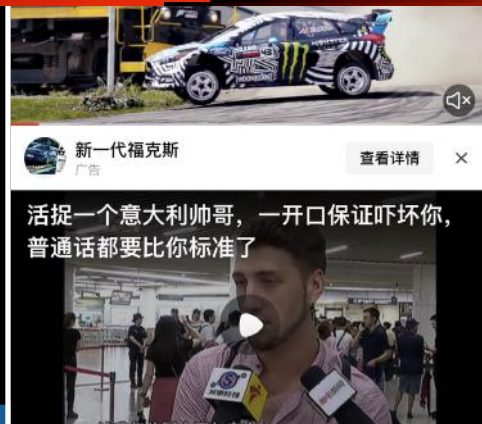 新一代福克斯
广告
查看详情
活捉一个意大利帅哥，一开口保证吓坏你，
普通话都要比你标准了